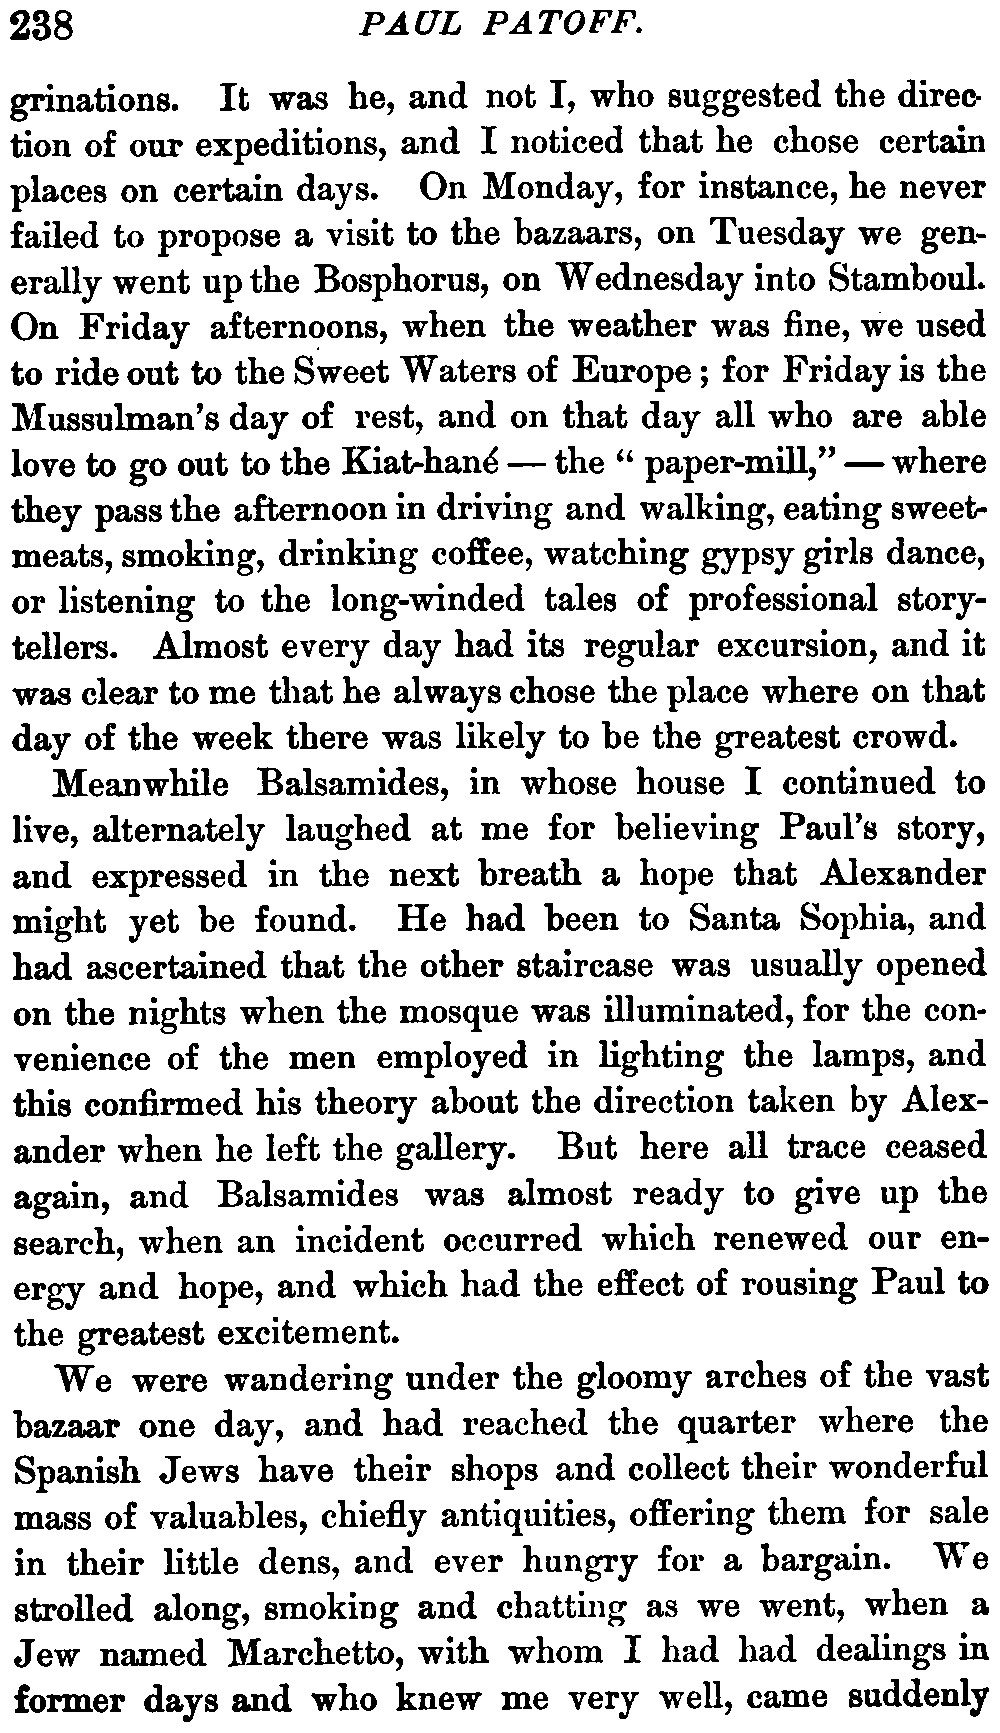 238 PAUL PATOFF.
grinations. It was he, and not I, who suggested the direc-
tion of our expeditions, and I noticed that he chose certain
places on certain days. On Monday, for instance, he never
failed to propose a visit to the bazaars, on Tuesday we gen-
erally went up the Bosphorus, on Wednesday into Stamboul.
On Friday afternoons, when the weather was fine, we used
to ride out to the Sweet Waters of Europe; for Friday is the
Mussulman's day of rest, and on that day all who are able
love to go out to the Kiat-hané — the "paper-mill," — where
they pass the afternoon in driving and walking, eating sweet-
meats, smoking, drinking coffee, watching gypsy girls dance,
or listening to the long-winded tales of professional story-
tellers. Almost every day had its regular excursion, and it
was clear to me that he always chose the place where on that
day of the week there was likely to be the greatest crowd.
Meanwhile Balsamides, in whose house I continued to
live, alternately laughed at me for believing Paul's story,
and expressed in the next breath a hope that Alexander
might yet be found. He had been to Santa Sophia, and
had ascertained that the other staircase was usually opened
on the nights when the mosque was illuminated, for the con-
venience of the men employed in lighting the lamps, and
this confirmed his theory about the direction taken by Alex-
ander when he left the gallery. But here all trace ceased
again, and Balsamides was almost ready to give up the
search, when an incident occurred which renewed our en-
ergy and hope, and which had the effect of rousing Paul to
the greatest excitement.
We were wandering under the gloomy arches of the vast
bazaar one day, and had reached the quarter where the
Spanish Jews have their shops and collect their wonderful
mass of valuables, chiefly antiquities, offering them for sale
in their little dens, and ever hungry for a bargain. We
strolled along, smoking and chatting as we went, when a
Jew named Marchetto, with whom I had had dealings in
former days and who knew me very well, came suddenly